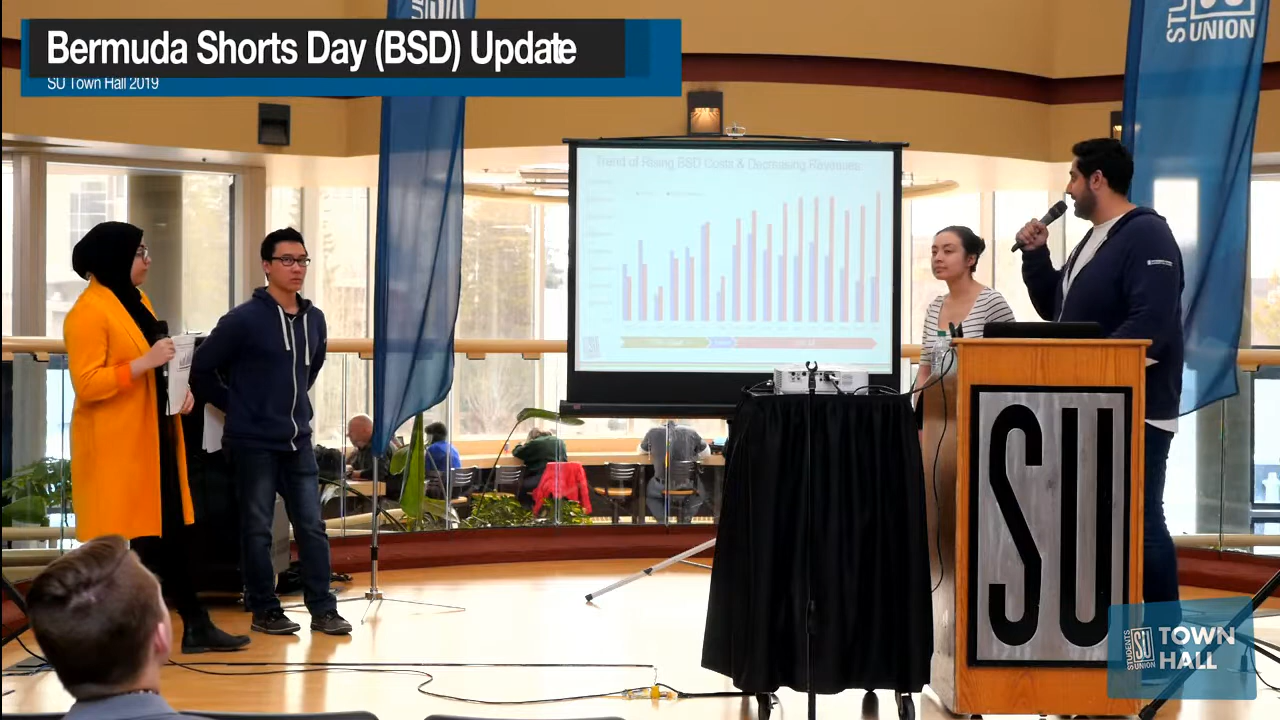 Bermuda Shorts Day (BSD) Update
SU Town Hall 2019
SU
STUDENTS
UNION
Trend of Rising BSD Costs & Decreasing Revenues
SU
STUDENTS
SU
UNION
TOWN
HALL